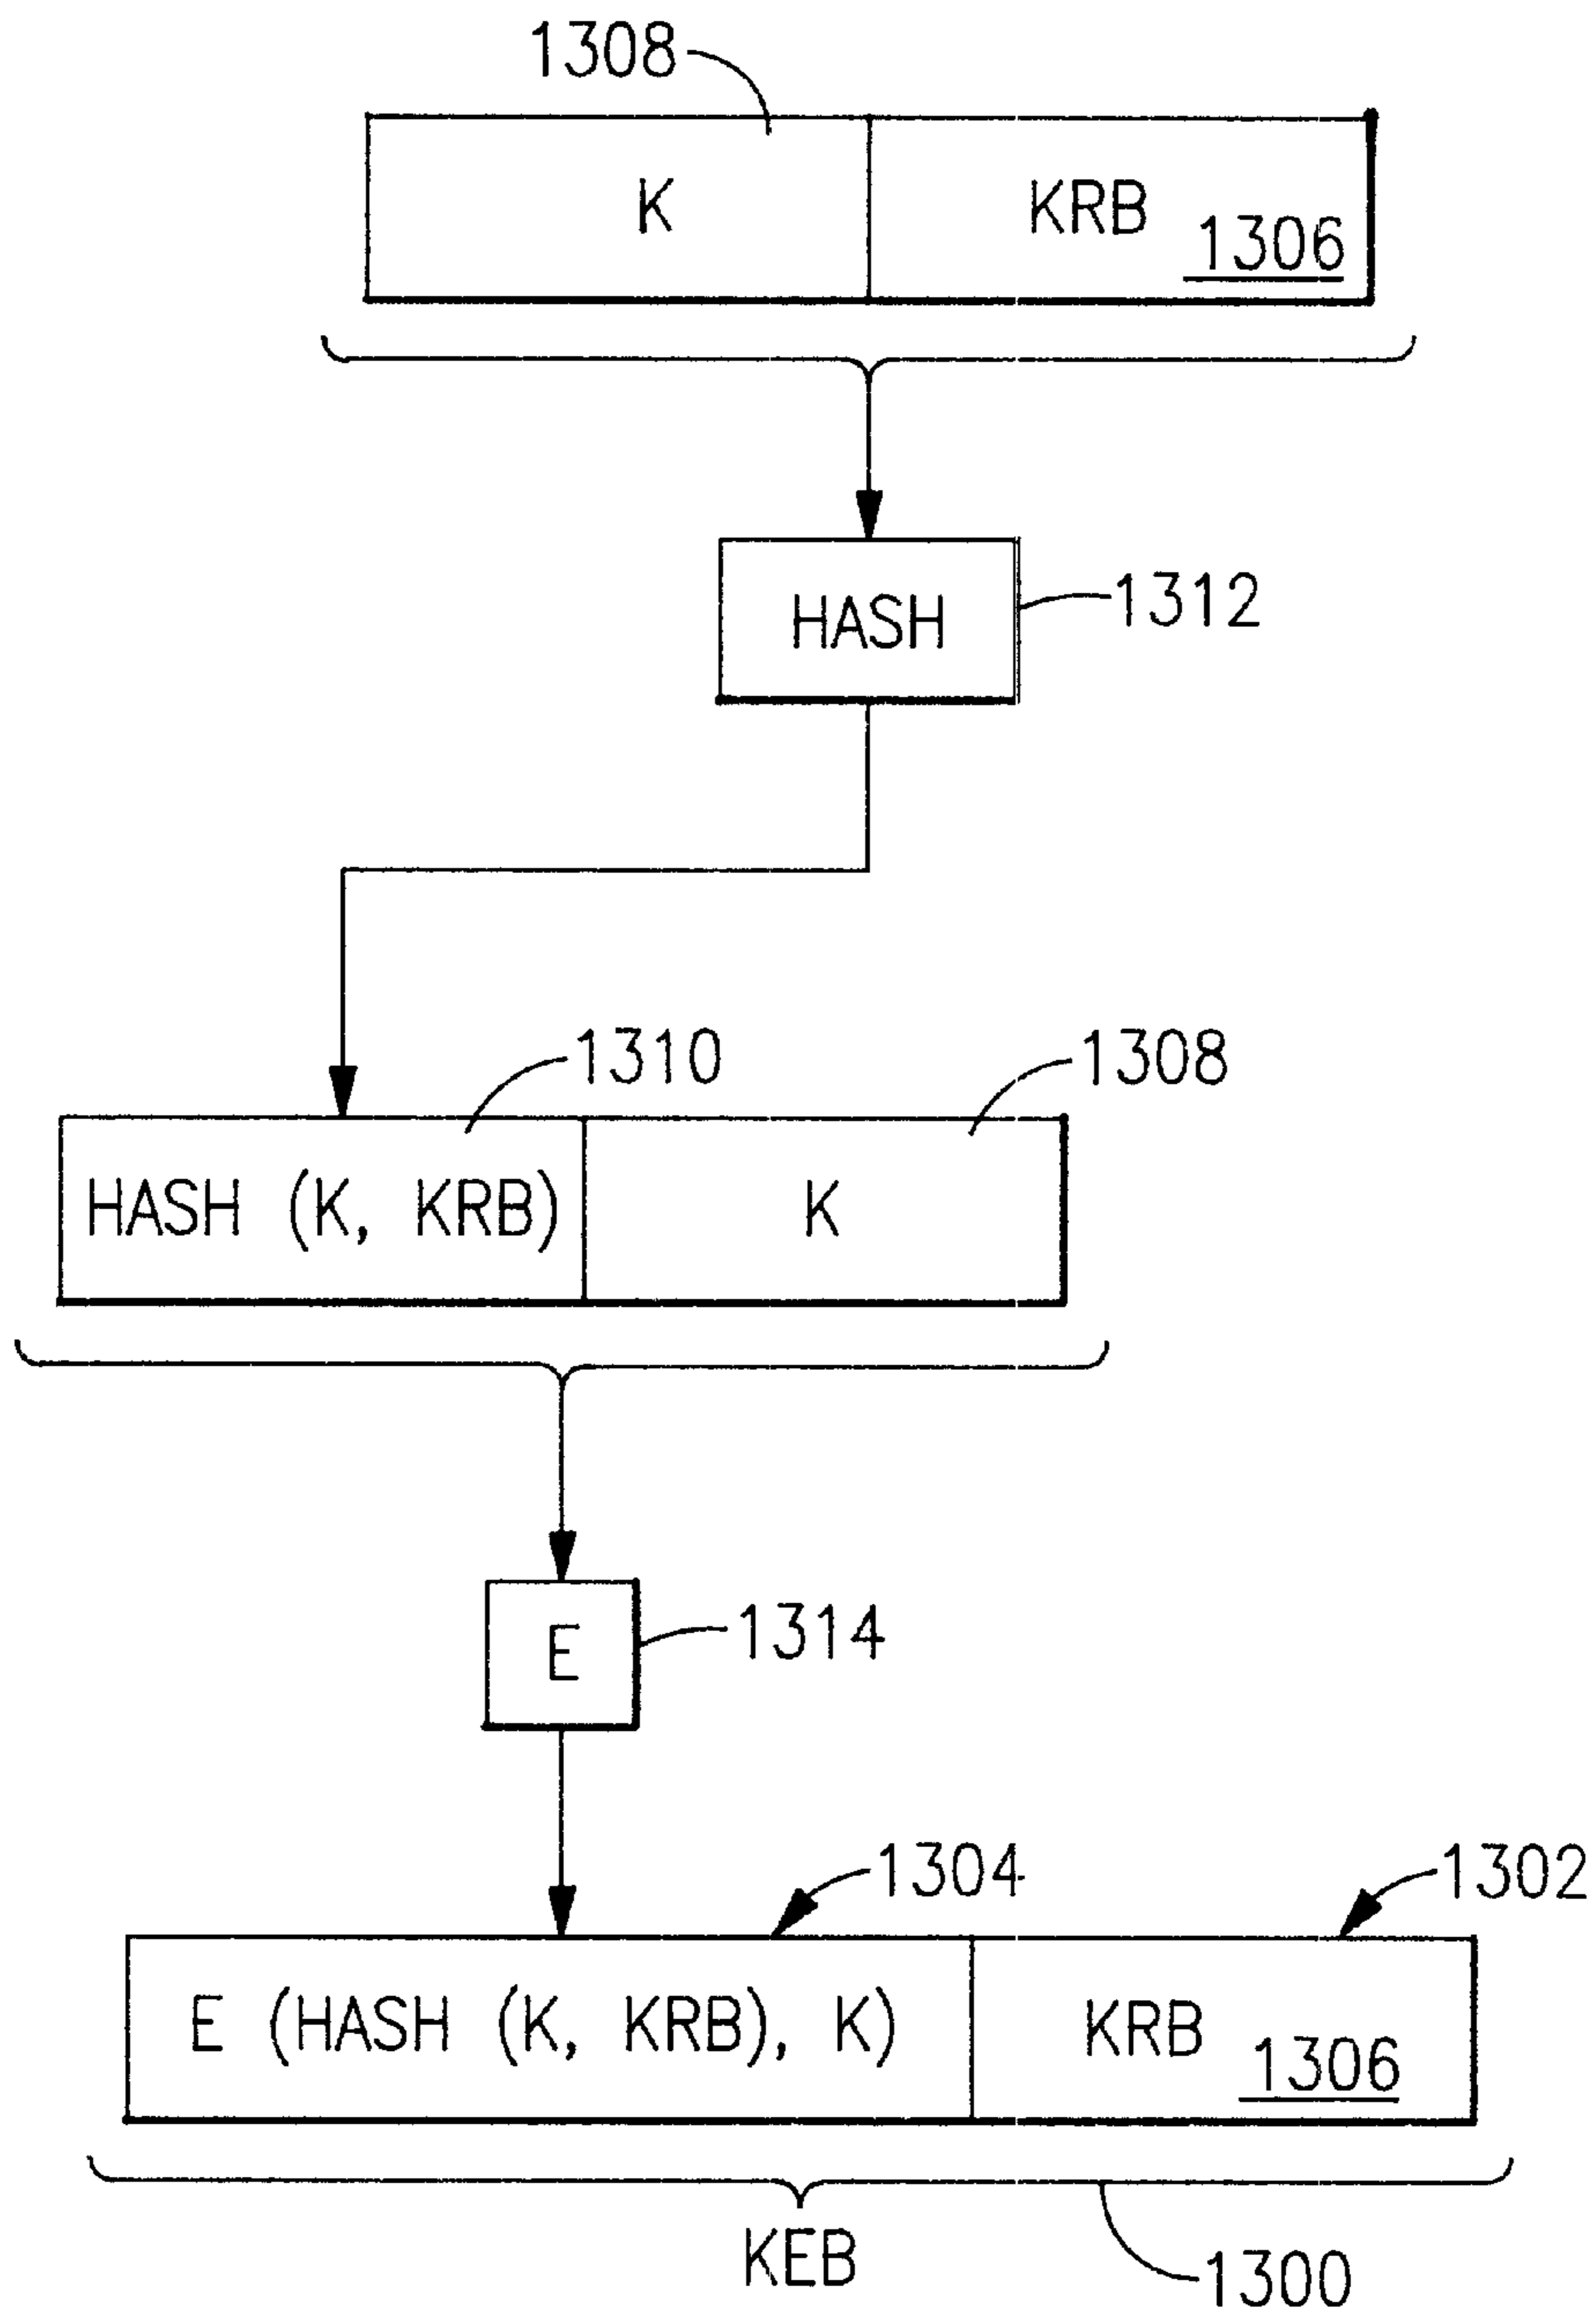 1308
K KRB 1306
HASH 1312
1310 1308
HASH (K, KRB) K
E 1314
1304 1302
E (HASH (K, KRB), K) KRB 1306
KEB 1300